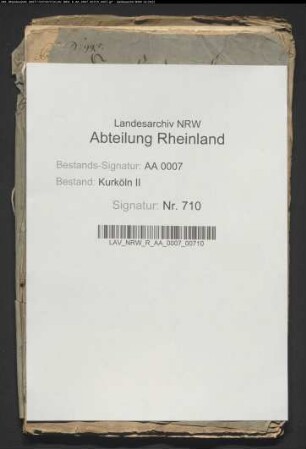 Landesarchiv NRW
Abteilung Rheinland
Bestands-Signatur: AA 0007
Bestand: Kurköln II
Signatur: Nr. 710
LAV_NRW_R_AA_0007_00710